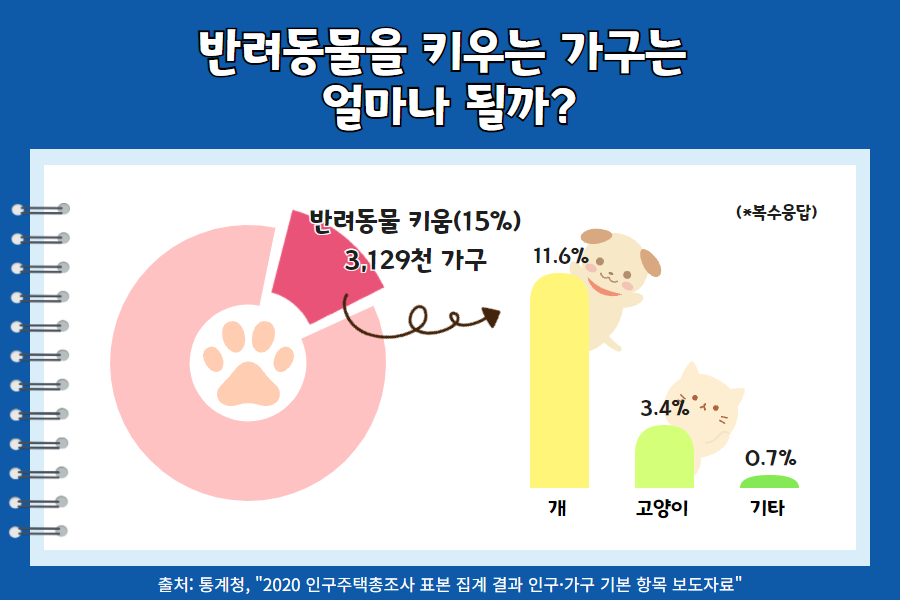 반려동물을 키우는 가구는
얼마나 될까?
반려동물 키움(15%)
3,129천 가구
(*복수응답)
11.6%
3.4%
0.7%
개
고양이
기타
출처: 통계청, "2020 인구주택총조사 표본 집계 결과 인구·가구 기본 항목 보도자료"